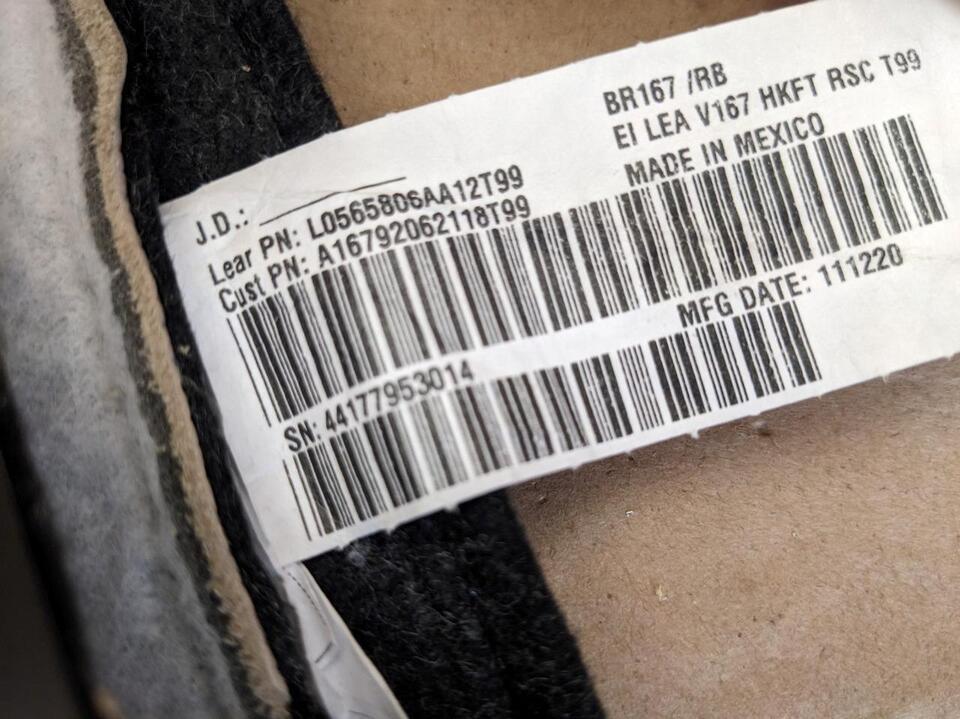 BR167 /RB
EI LEA V167 HKFT RSC T99
MADE IN MEXICO
J.D.:
Lear PN: L0565806AA12T99
Cust PN: A16792062118T99
MFG DATE: 111220
SN: 44177953014